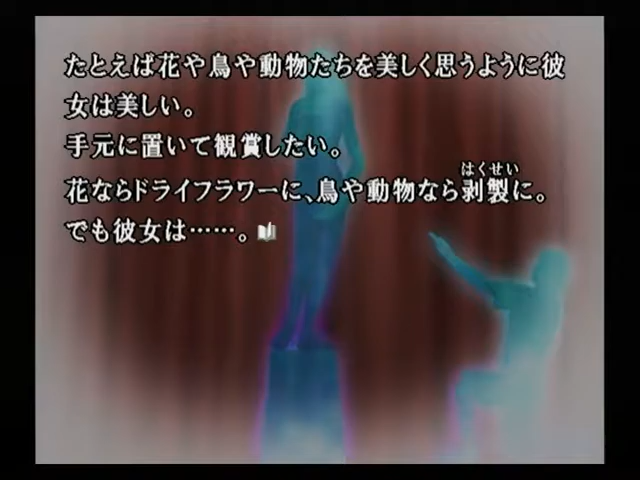 たとえば花や鳥や動物たちを美しく思うように彼
女は美しい。
手元に置いて観賞したい。
はくせい
花ならドライフラワーに、鳥や動物なら剥製に。
でも彼女は……。